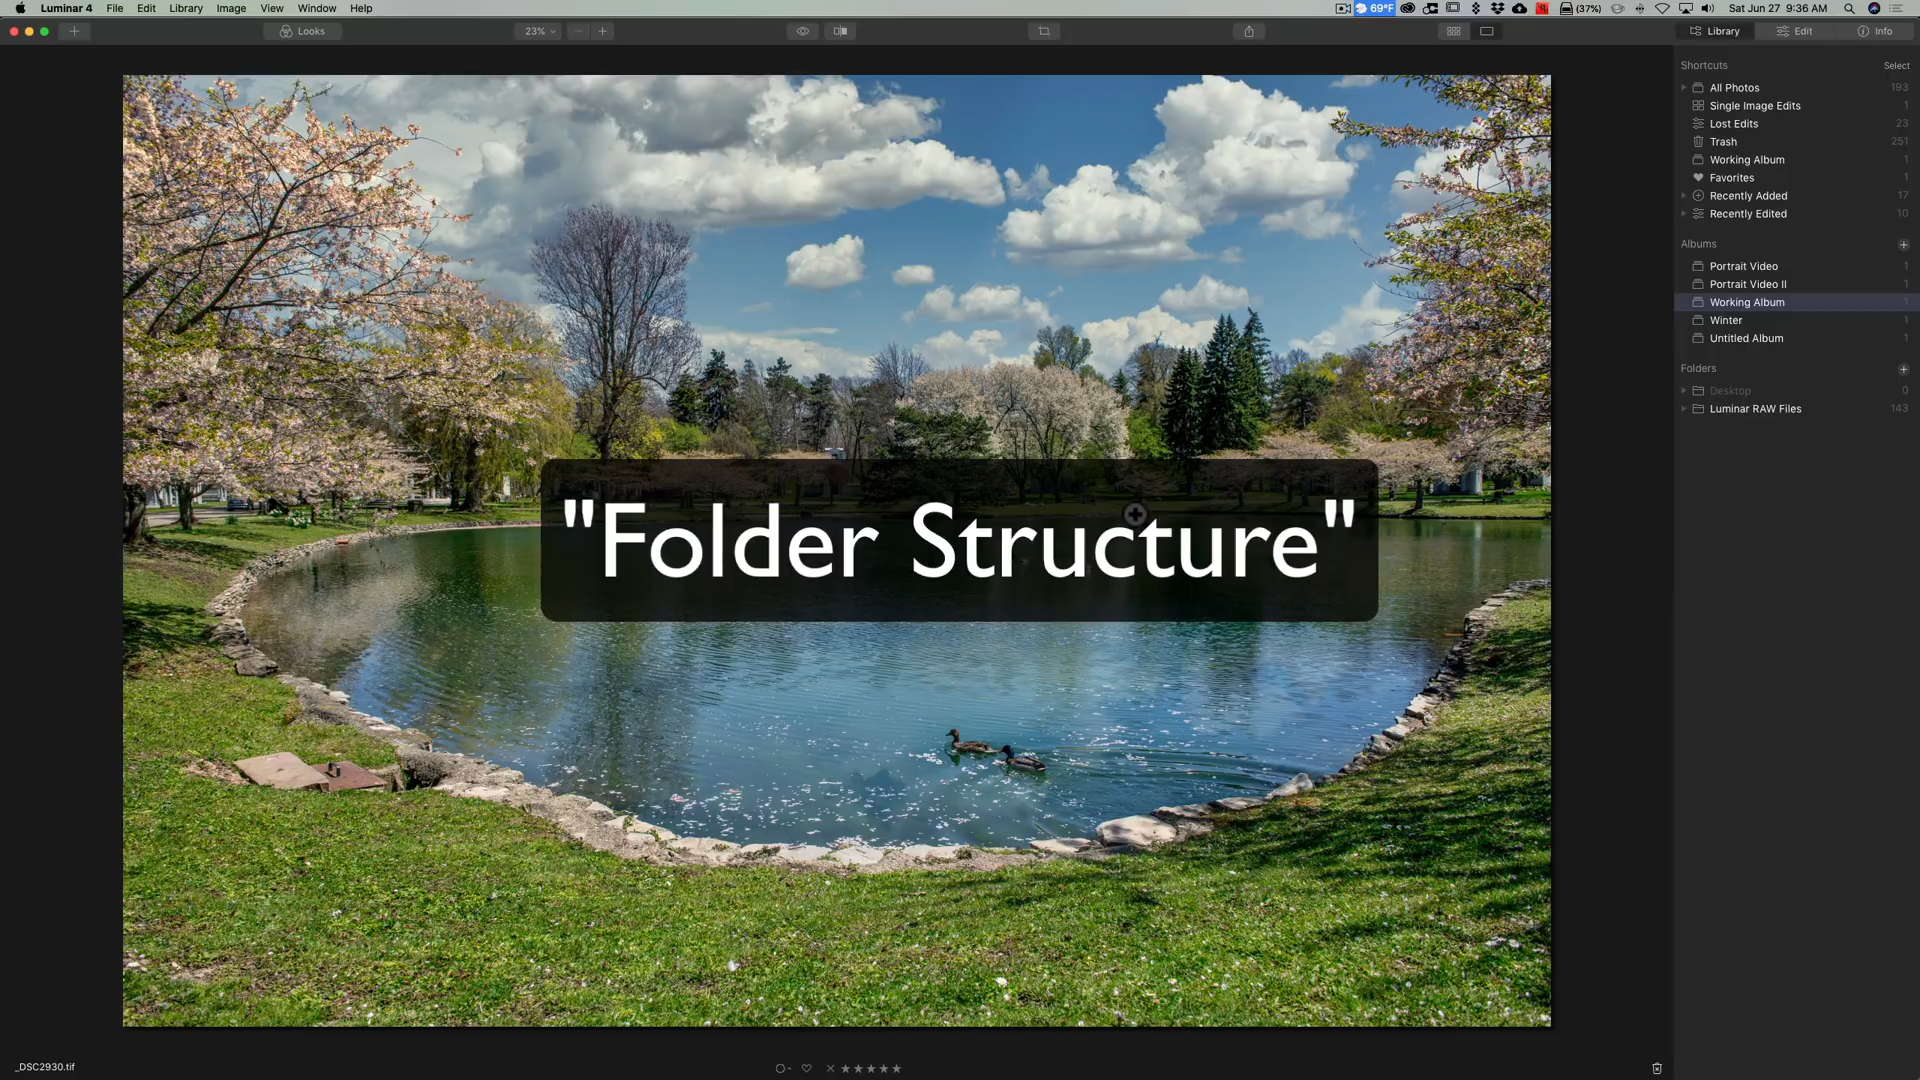 Luminar 4 File Edit Library Image View Window Help
69°F (37%) Sat Jun 27 9:36 AM
Looks 23% Library Edit Info
Shortcuts Select
All Photos 193
Single Image Edits 1
Lost Edits 23
Trash 251
Working Album 1
Favorites 1
Recently Added 17
Recently Edited 10
Albums
Portrait Video 1
Portrait Video II 1
Working Album 1
Winter 1
Untitled Album 1
Folders
Desktop 0
Luminar RAW Files 143
"Folder Structure"
_DSC2930.tif